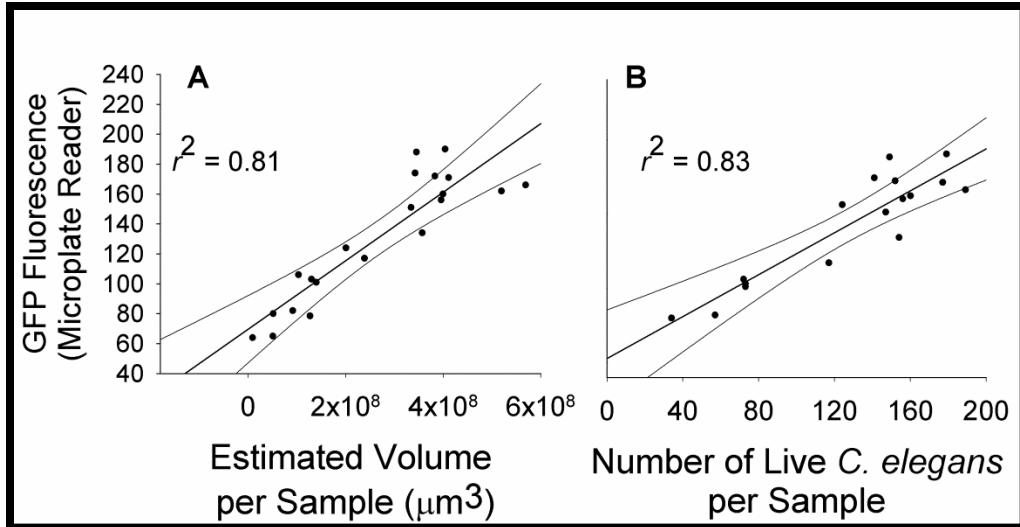 A
B
GFP Fluorescence
(Microplate Reader)
240
220
200
180
160
140
120
100
80
60
40
r² = 0.81
r² = 0.83
0
2x10⁸
4x10⁸
6x10⁸
0
40
80
120
160
200
Estimated Volume
per Sample (μm³)
Number of Live C. elegans
per Sample